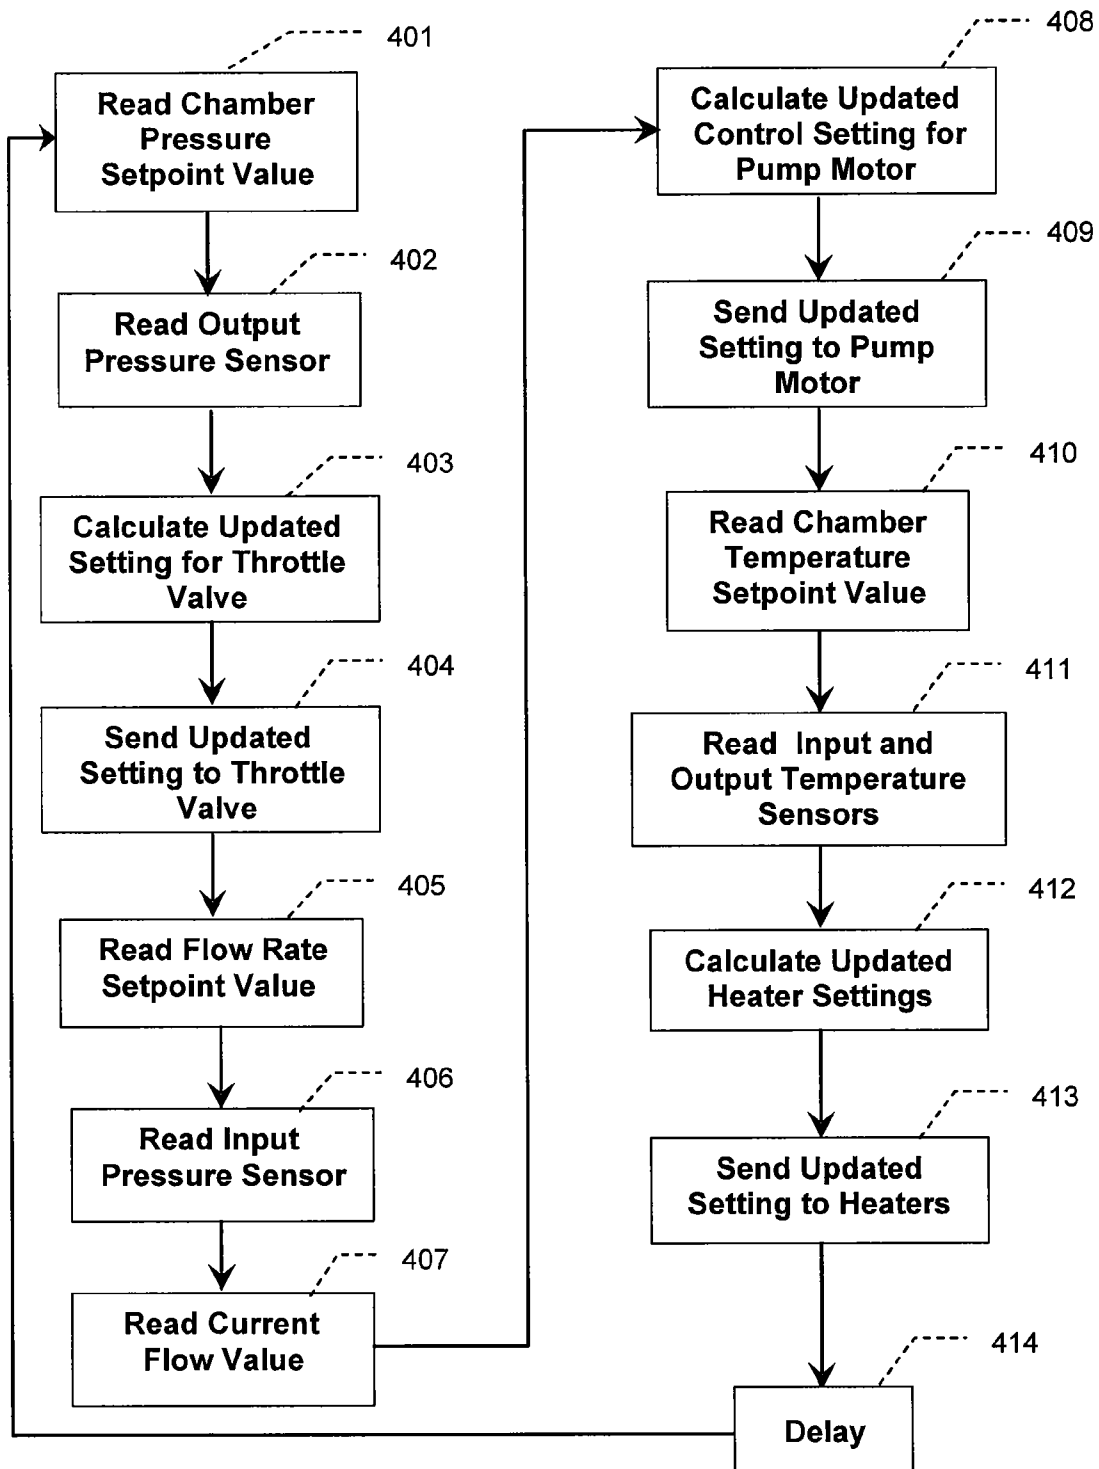 401
Read Chamber
Pressure
Setpoint Value
402
Read Output
Pressure Sensor
403
Calculate Updated
Setting for Throttle
Valve
404
Send Updated
Setting to Throttle
Valve
405
Read Flow Rate
Setpoint Value
406
Read Input
Pressure Sensor
407
Read Current
Flow Value
408
Calculate Updated
Control Setting for
Pump Motor
409
Send Updated
Setting to Pump
Motor
410
Read Chamber
Temperature
Setpoint Value
411
Read Input and
Output Temperature
Sensors
412
Calculate Updated
Heater Settings
413
Send Updated
Setting to Heaters
414
Delay